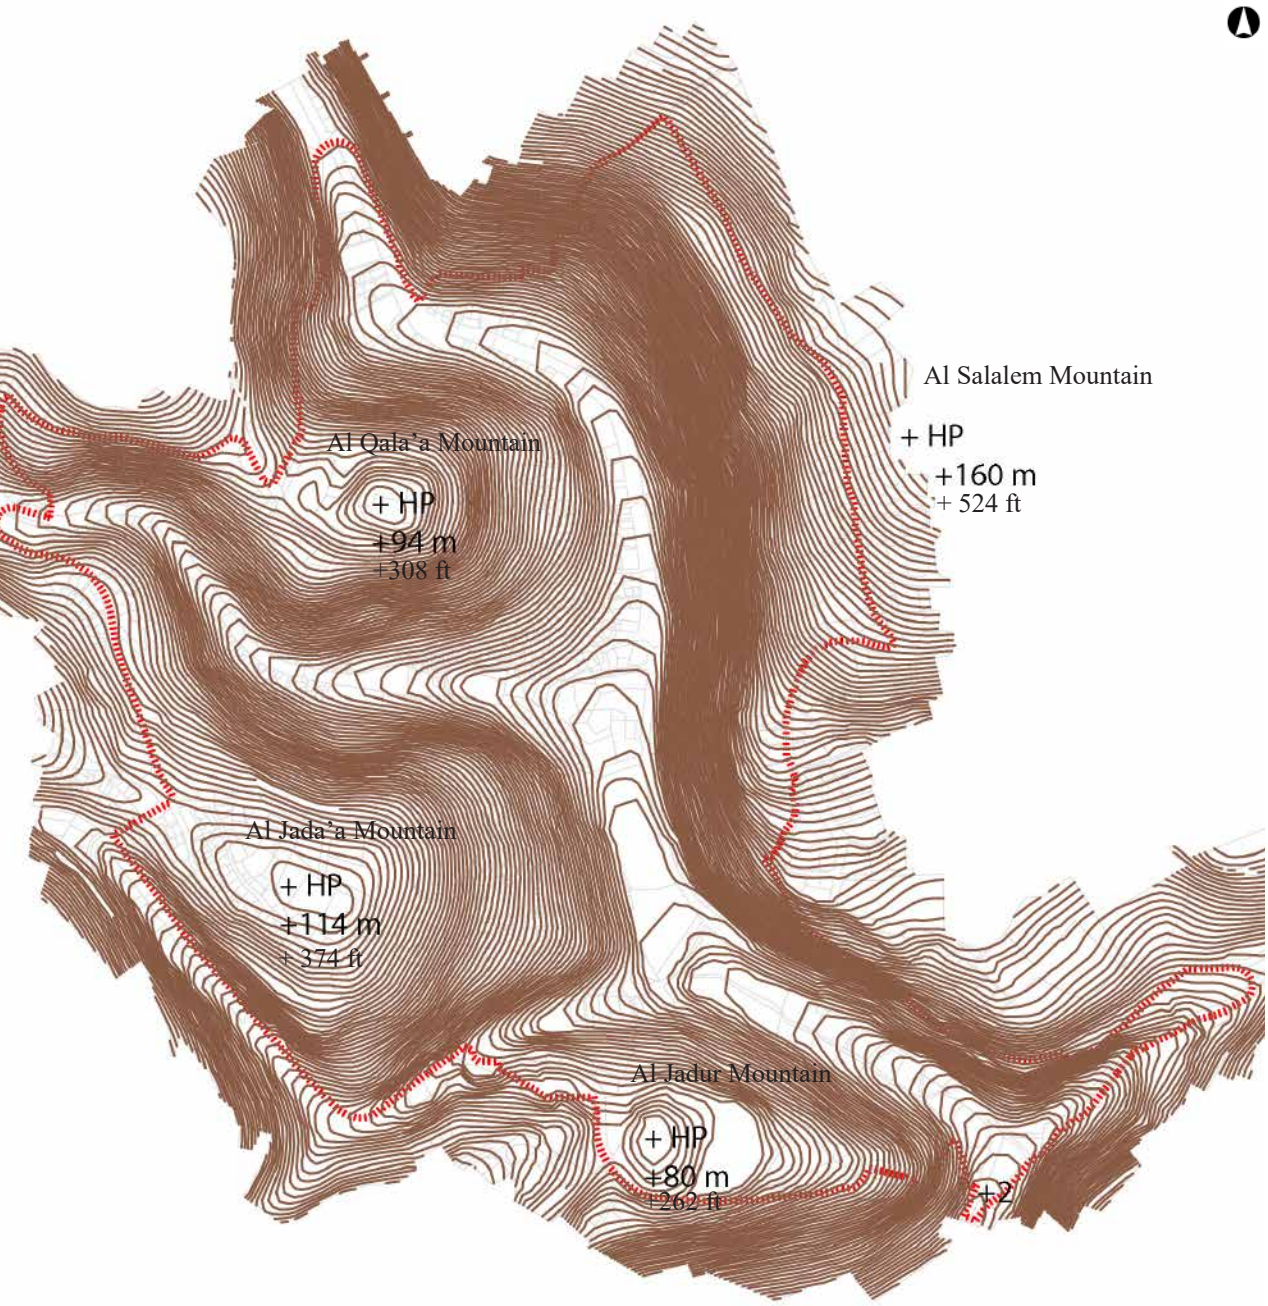 Al Salalem Mountain
+ HP
+160 m
+ 524 ft
Al Qala’a Mountain
+ HP
+94 m
+308 ft
Al Jada’a Mountain
+ HP
+114 m
+ 374 ft
Al Jadur Mountain
+ HP
+80 m
+262 ft
+2